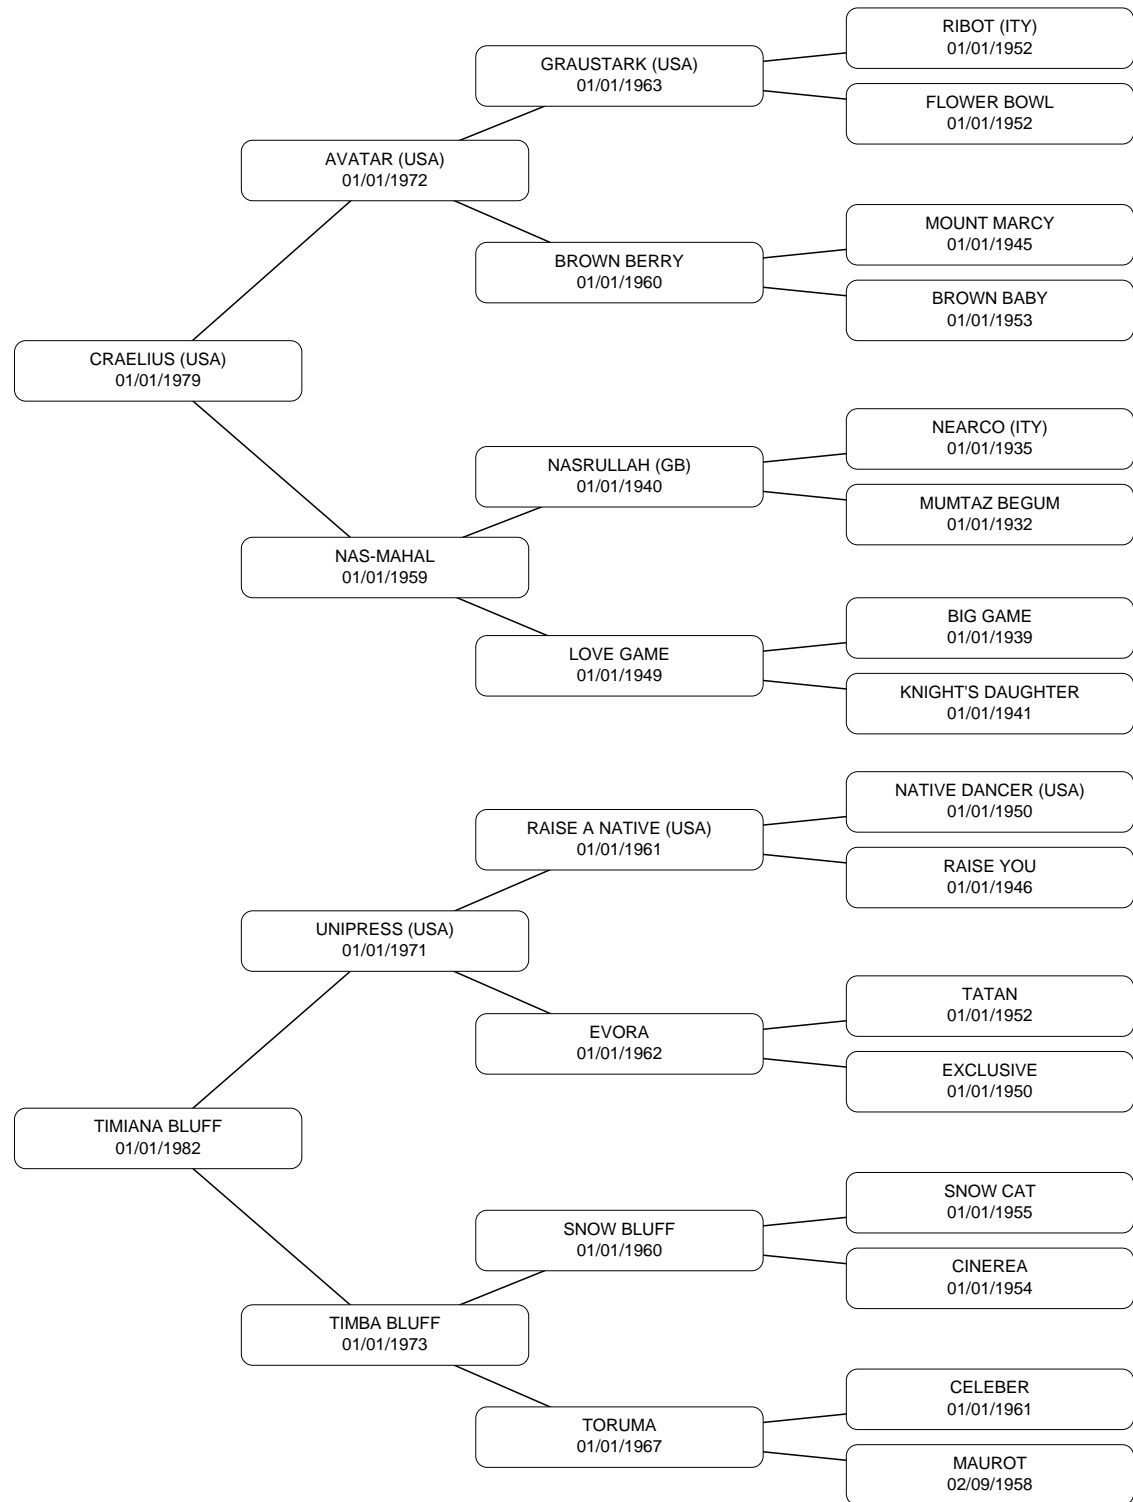 RIBOT (ITY)
01/01/1952
GRAUSTARK (USA)
01/01/1963
FLOWER BOWL
01/01/1952
AVATAR (USA)
01/01/1972
MOUNT MARCY
01/01/1945
BROWN BERRY
01/01/1960
BROWN BABY
01/01/1953
CRAELIUS (USA)
01/01/1979
NEARCO (ITY)
01/01/1935
NASRULLAH (GB)
01/01/1940
MUMTAZ BEGUM
01/01/1932
NAS-MAHAL
01/01/1959
BIG GAME
01/01/1939
LOVE GAME
01/01/1949
KNIGHT'S DAUGHTER
01/01/1941
NATIVE DANCER (USA)
01/01/1950
RAISE A NATIVE (USA)
01/01/1961
RAISE YOU
01/01/1946
UNIPRESS (USA)
01/01/1971
TATAN
01/01/1952
EVORA
01/01/1962
EXCLUSIVE
01/01/1950
TIMIANA BLUFF
01/01/1982
SNOW CAT
01/01/1955
SNOW BLUFF
01/01/1960
CINEREA
01/01/1954
TIMBA BLUFF
01/01/1973
CELEBER
01/01/1961
TORUMA
01/01/1967
MAUROT
02/09/1958